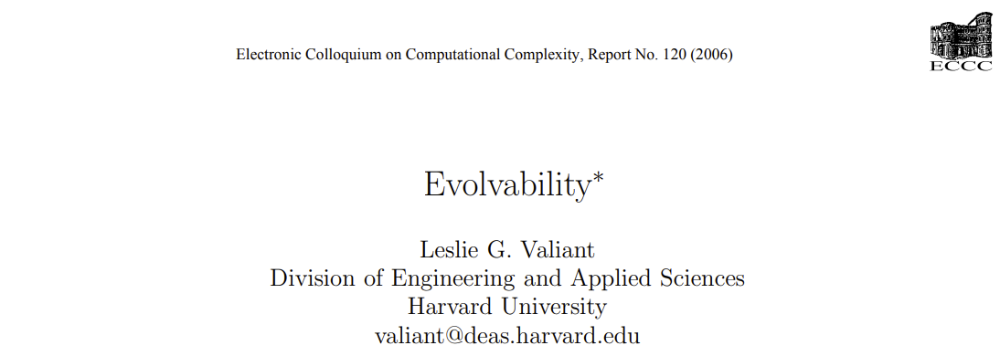 Electronic Colloquium on Computational Complexity, Report No. 120 (2006)
ECCC
Evolvability*
Leslie G. Valiant
Division of Engineering and Applied Sciences
Harvard University
valiant@deas.harvard.edu